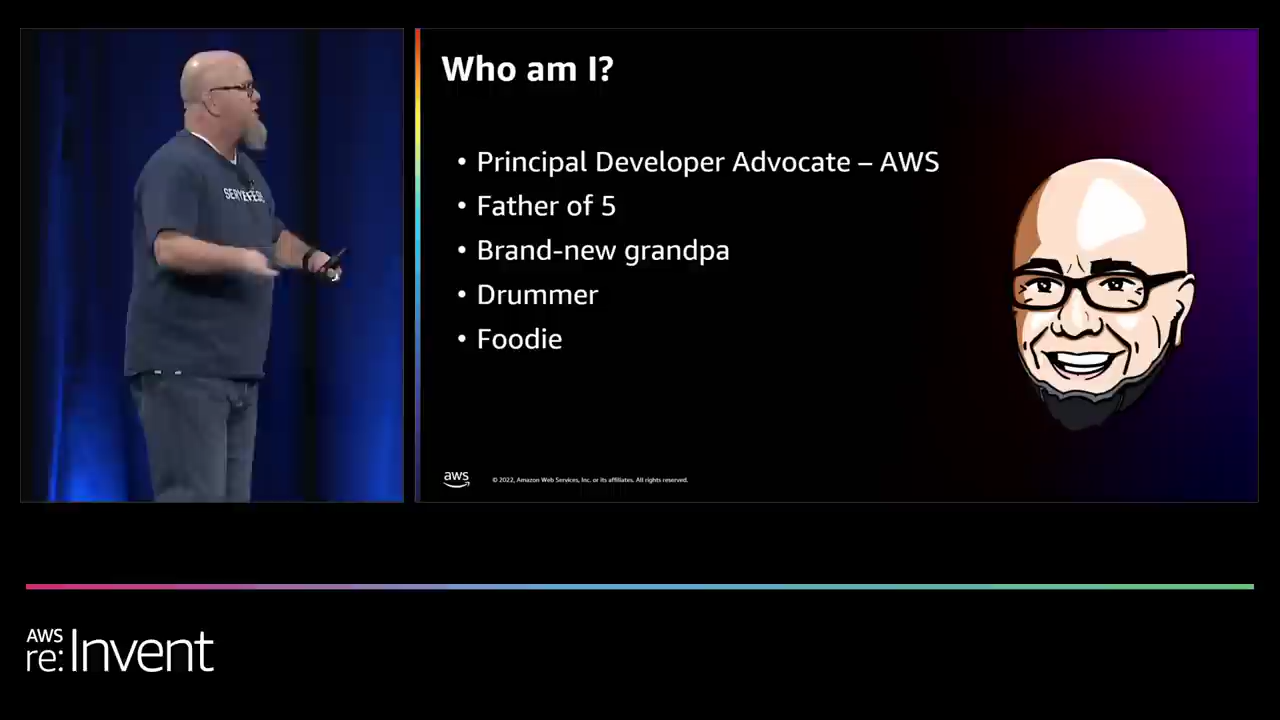 Who am I?
• Principal Developer Advocate – AWS
• Father of 5
• Brand-new grandpa
• Drummer
• Foodie
aws
© 2022, Amazon Web Services, Inc. or its affiliates. All rights reserved.
AWS
re:Invent